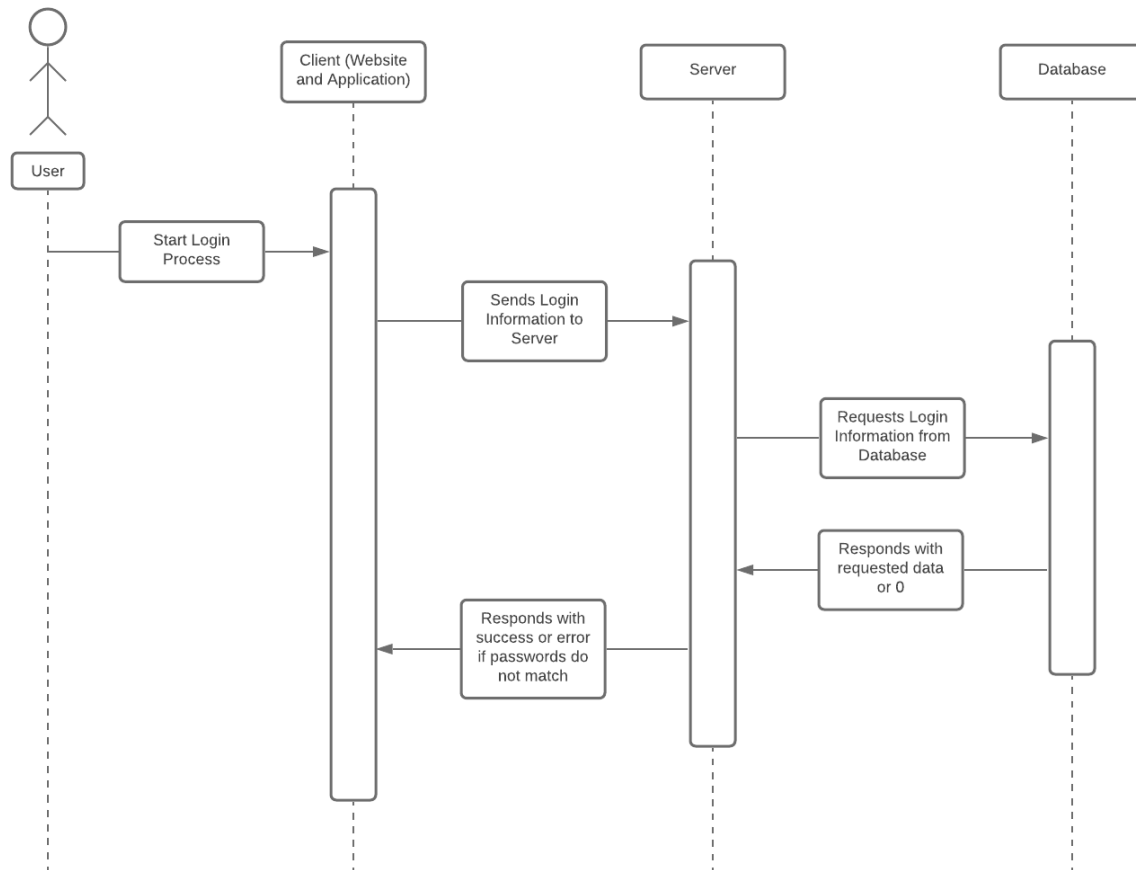 Client (Website
and Application)
Server
Database
User
Start Login
Process
Sends Login
Information to
Server
Requests Login
Information from
Database
Responds with
requested data
or 0
Responds with
success or error
if passwords do
not match